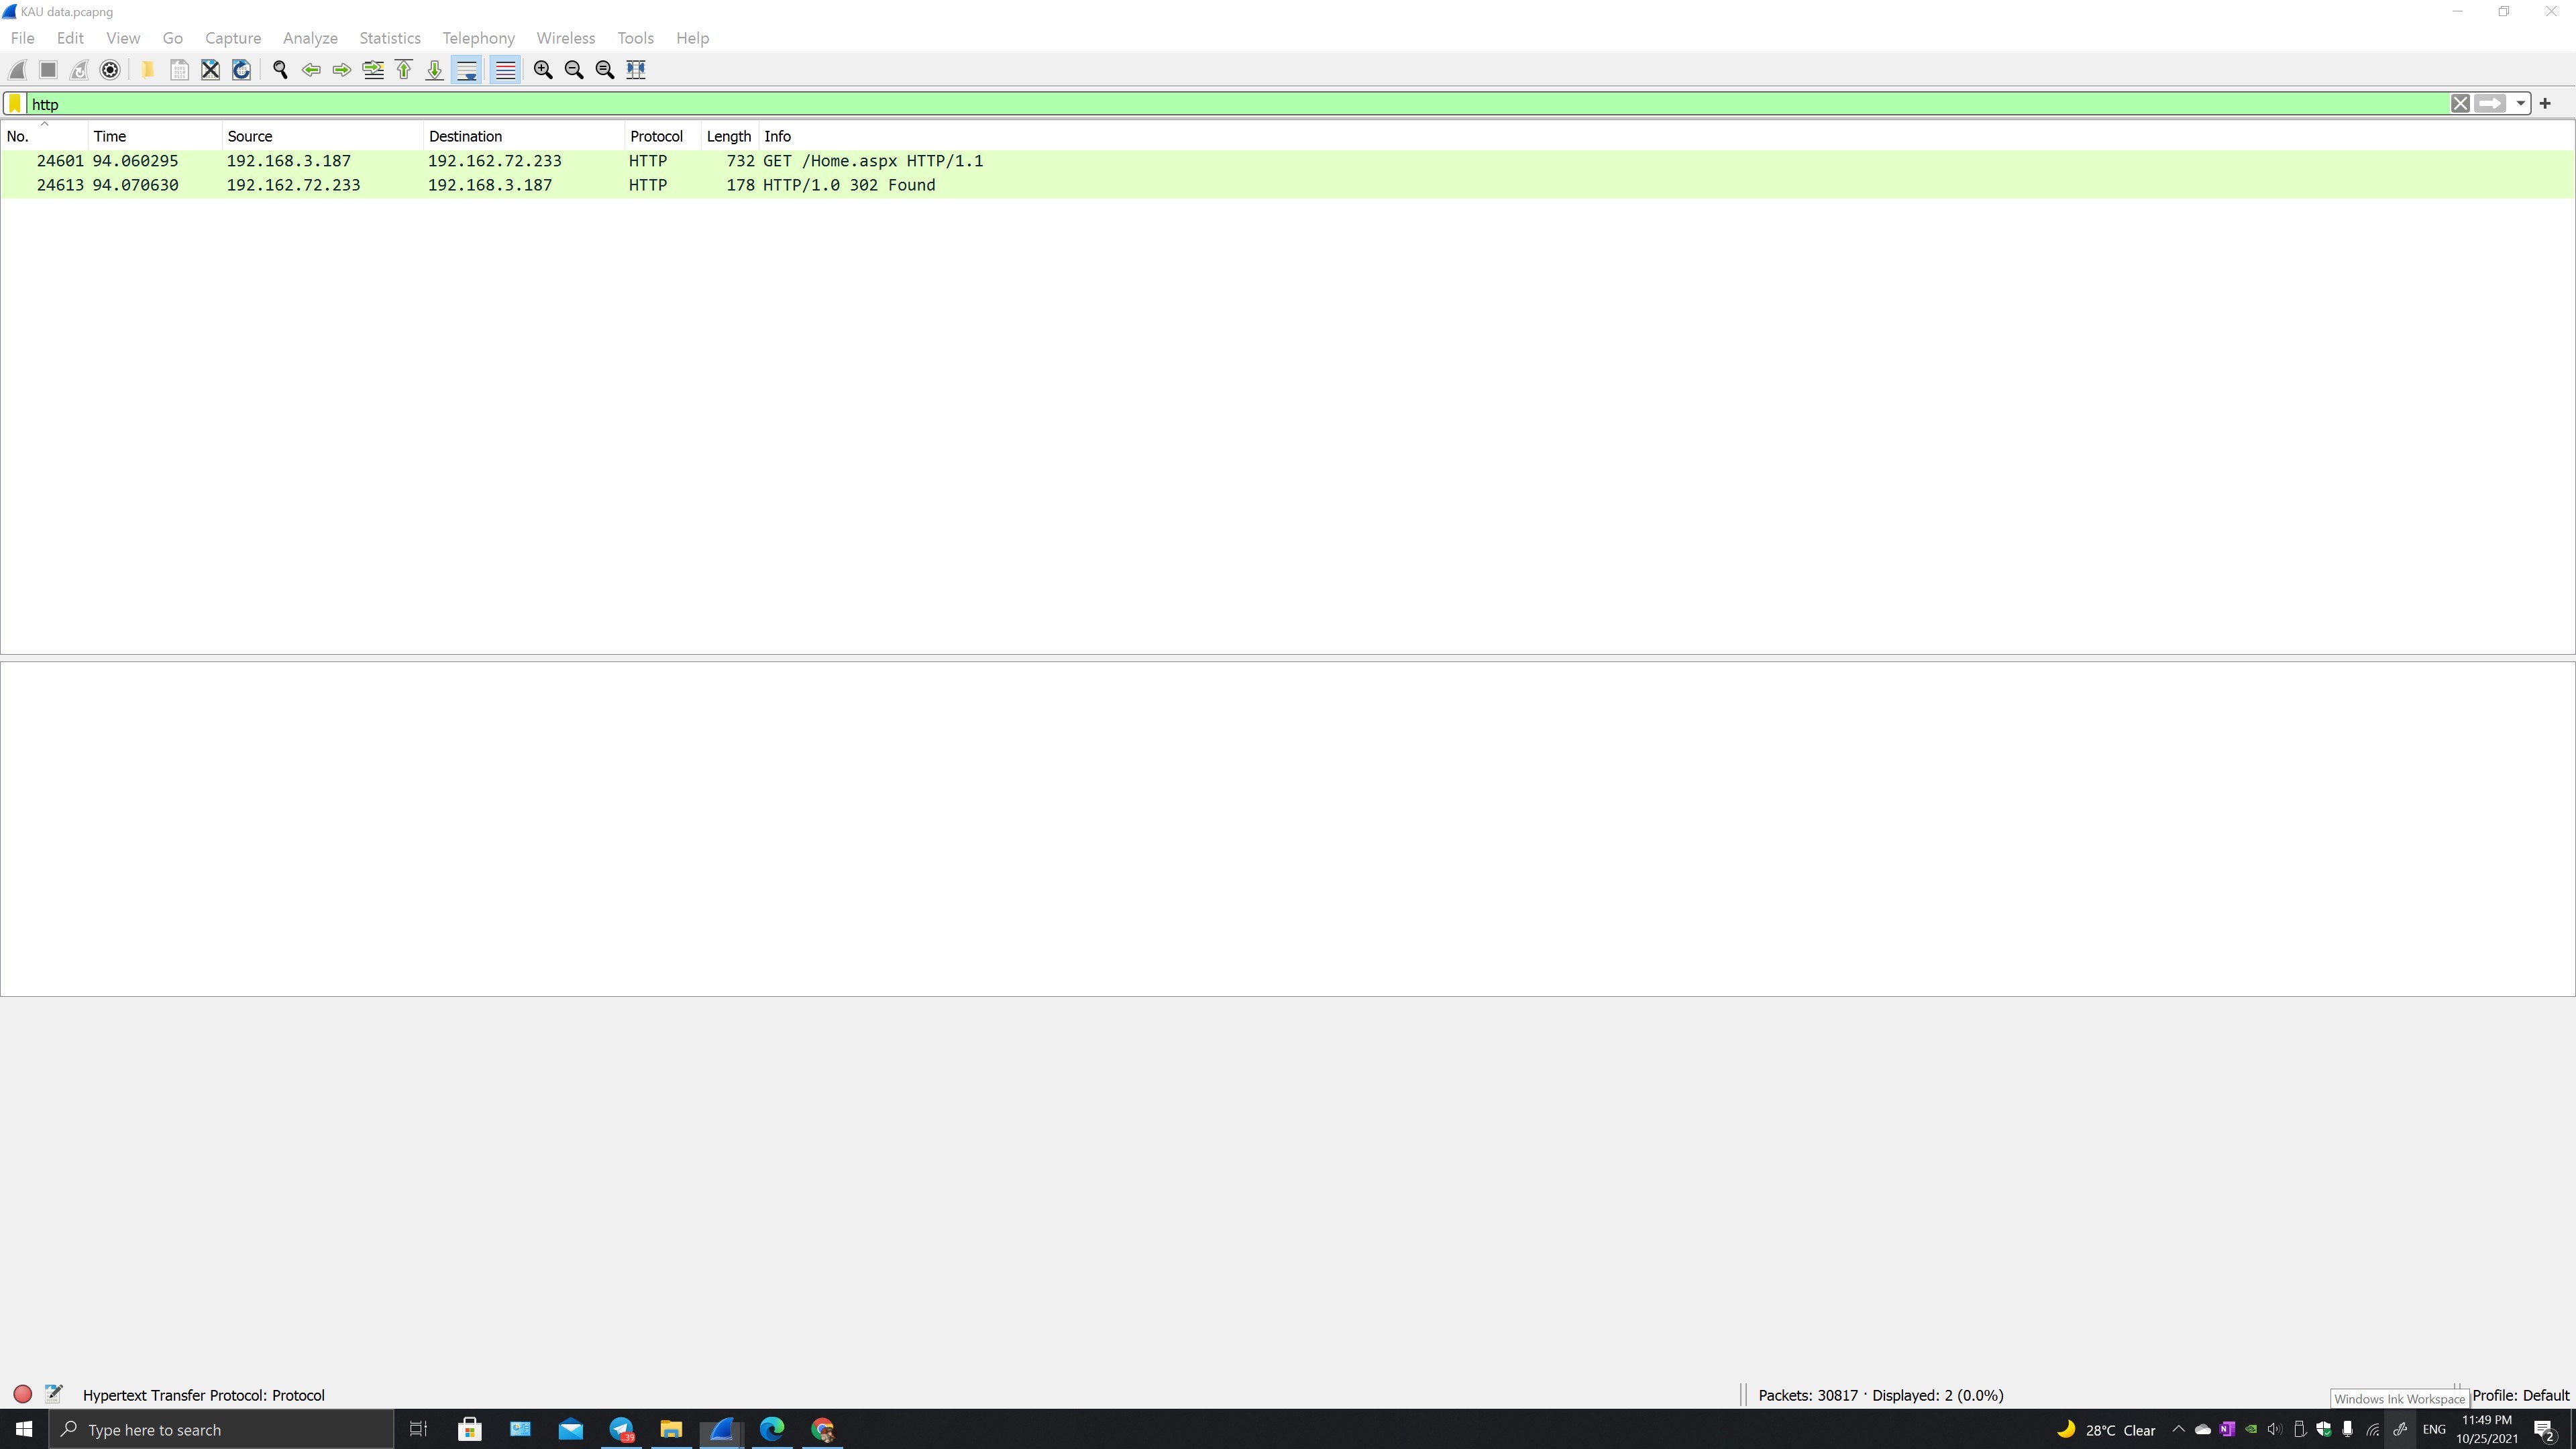 KAU data.pcapng
File Edit View Go Capture Analyze Statistics Telephony Wireless Tools Help
http
No. Time Source Destination Protocol Length Info
24601 94.060295 192.168.3.187 192.162.72.233 HTTP 732 GET /Home.aspx HTTP/1.1
24613 94.070630 192.162.72.233 192.168.3.187 HTTP 178 HTTP/1.0 302 Found
Hypertext Transfer Protocol: Protocol
Packets: 30817 · Displayed: 2 (0.0%)
Profile: Default
Windows Ink Workspace
Type here to search
39
28°C Clear
ENG
11:49 PM
10/25/2021
2